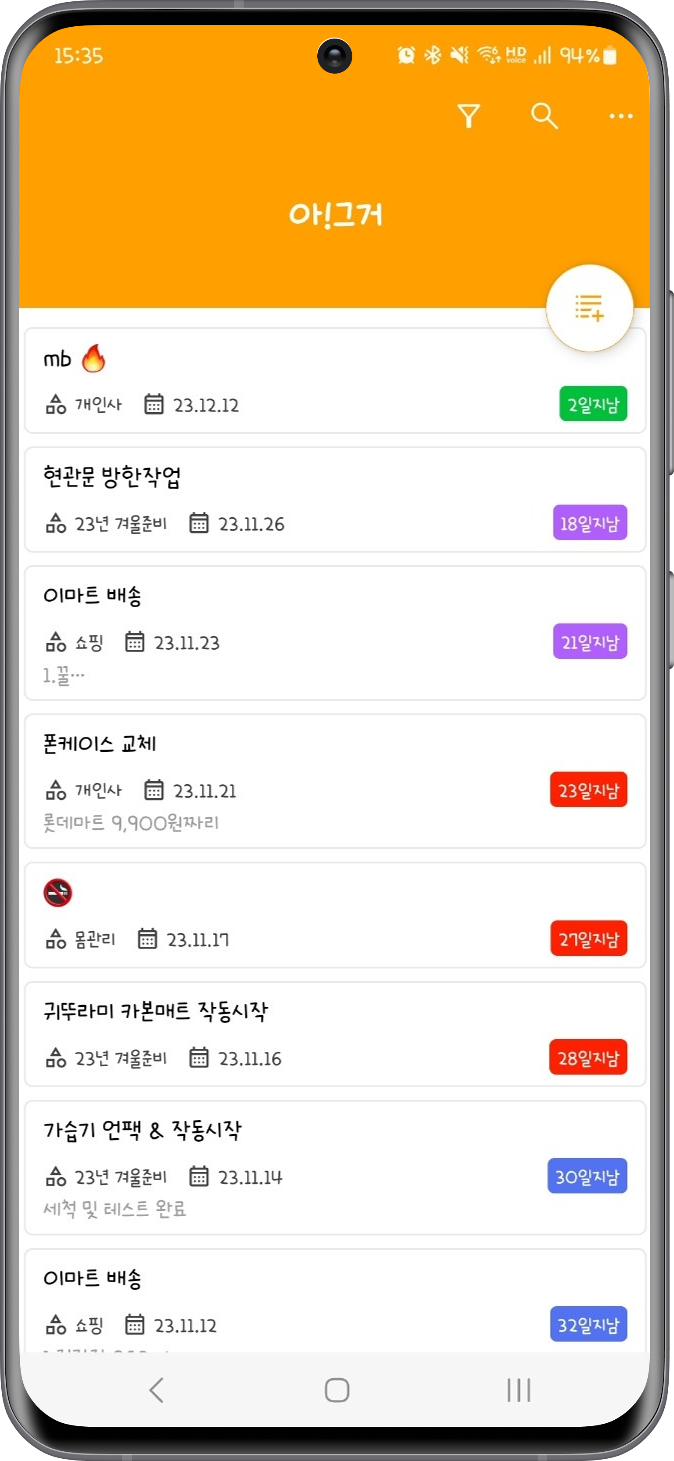 15:35
HD voice
94%
아!그거
mb 🔥
개인사 23.12.12 2일지남
현관문 방한작업
23년 겨울준비 23.11.26 18일지남
이마트 배송
쇼핑 23.11.23 21일지남
1.꿀…
폰케이스 교체
개인사 23.11.21 23일지남
롯데마트 9,900원짜리
🚭
몸관리 23.11.17 27일지남
귀뚜라미 카본매트 작동시작
23년 겨울준비 23.11.16 28일지남
가습기 언팩 & 작동시작
23년 겨울준비 23.11.14 30일지남
세척 및 테스트 완료
이마트 배송
쇼핑 23.11.12 32일지남